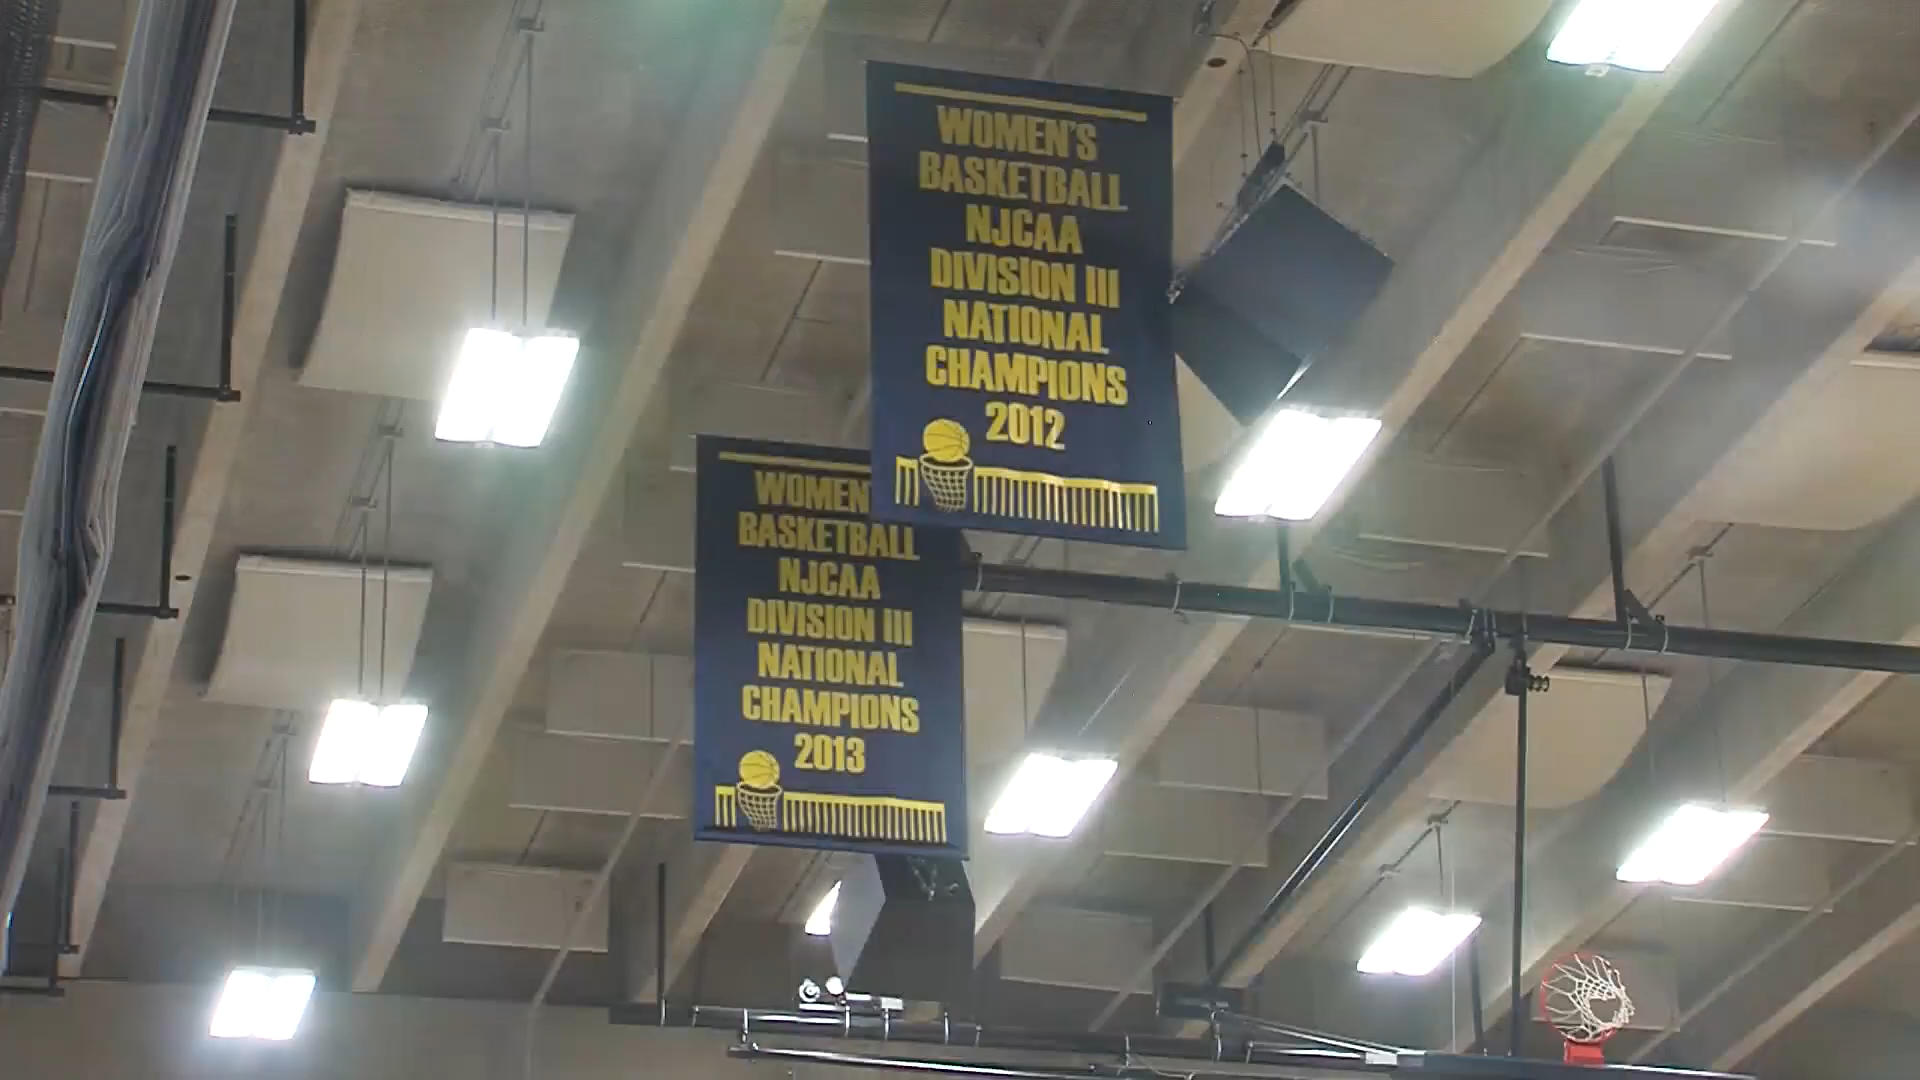 WOMEN'S
BASKETBALL
NJCAA
DIVISION III
NATIONAL
CHAMPIONS
2012
WOMEN
BASKETBALL
NJCAA
DIVISION III
NATIONAL
CHAMPIONS
2013